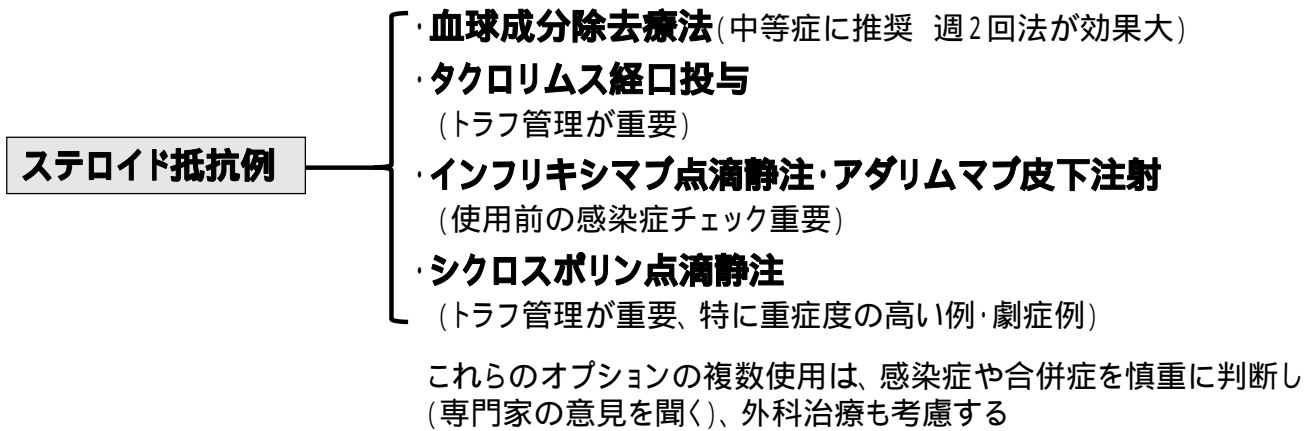 ・血球成分除去療法(中等症に推奨 週2回法が効果大)
・タクロリムス経口投与
(トラフ管理が重要)
ステロイド抵抗例
・インフリキシマブ点滴静注・アダリムマブ皮下注射
(使用前の感染症チェック重要)
・シクロスポリン点滴静注
(トラフ管理が重要、特に重症度の高い例・劇症例)
これらのオプションの複数使用は、感染症や合併症を慎重に判断し
(専門家の意見を聞く)、外科治療も考慮する